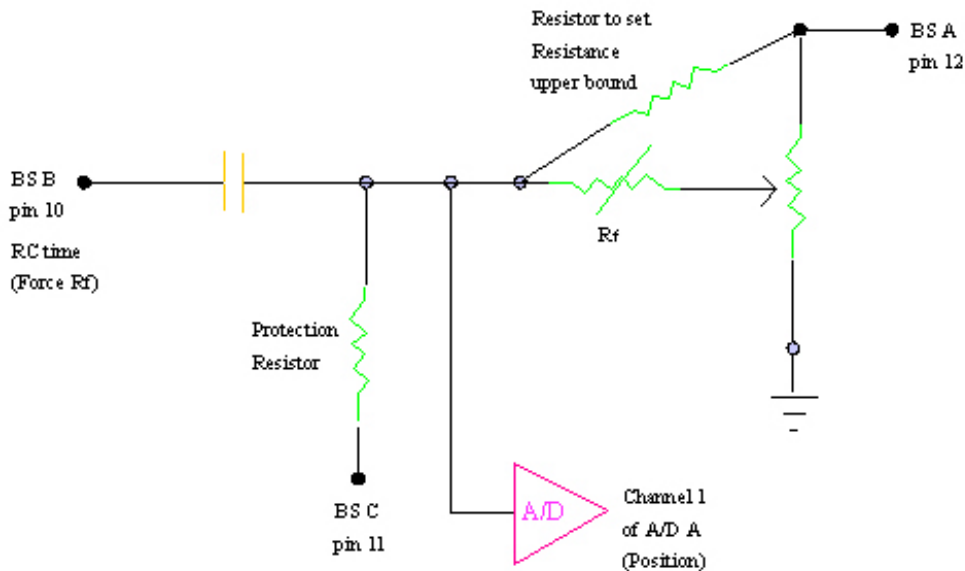 Resistor to set
Resistance
upper bound
BS A
pin 12
BS B
pin 10
RC time
(Force Rf)
Rf
Protection
Resistor
BS C
pin 11
A/D
Channel 1
of A/D A
(Position)